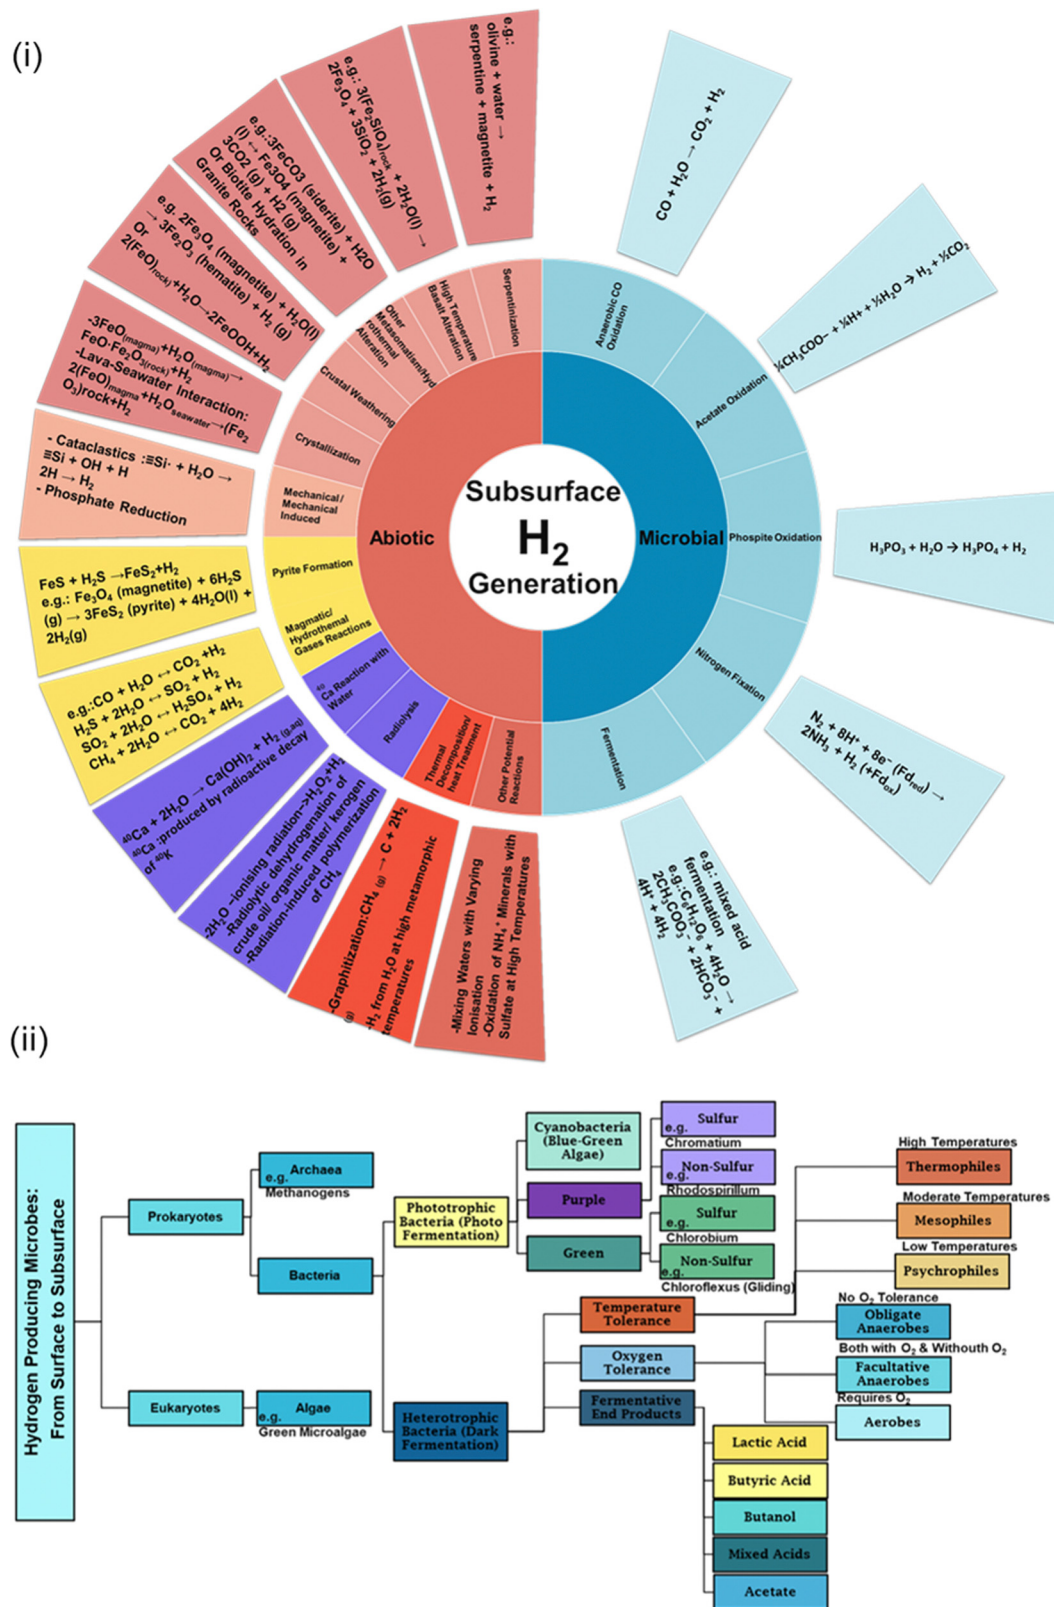 (i)
Subsurface
H₂
Generation
Abiotic
Microbial
Serpentinization
e.g.:
olivine + water →
serpentine + magnetite + H₂
High Temperature
Basalt Alteration
e.g.: 3(Fe₂SiO₄)rock + 2H₂O(l) →
2Fe₃O₄ + 3SiO₂ + 2H₂(g)
Other
Metasomatism/Hyd
rothermal
Alteration
e.g.:3FeCO3 (siderite) + H2O
(l) ↔ Fe3O4 (magnetite) +
3CO2 (g) + H2 (g)
Or Biotite Hydration in
Granite Rocks
Crustal Weathering
e.g. 2Fe₃O₄ (magnetite) + H₂O(l)
→ 3Fe₂O₃ (hematite) + H₂ (g)
Or
2(FeO)rock)+H₂O→2FeOOH+H₂
Crystallization
-3FeO(magma)+H₂O(magma)→
FeO·Fe₂O₃(rock)+H₂
-Lava-Seawater Interaction:
2(FeO)magma+H₂Oseawater→(Fe₂
O₃)rock+H₂
Mechanical/
Mechanical
Induced
- Cataclastics :≡Si· + H₂O →
≡Si + OH + H
2H → H₂
- Phosphate Reduction
Pyrite Formation
FeS + H₂S →FeS₂+H₂
e.g.: Fe₃O₄ (magnetite) + 6H₂S
(g) → 3FeS₂ (pyrite) + 4H₂O(l) +
2H₂(g)
Magmatic/
Hydrothemal
Gases Reactions
e.g.:CO + H₂O ↔ CO₂ +H₂
H₂S + 2H₂O ↔ SO₂ + H₂
SO₂ + 2H₂O ↔ H₂SO₄ + H₂
CH₄ + 2H₂O ↔ CO₂ + 4H₂
⁴⁰
Ca Reaction with
Water
⁴⁰Ca + 2H₂O → Ca(OH)₂ + H₂ (g,aq)
⁴⁰Ca :produced by radioactive decay
of ⁴⁰K
Radiolysis
-2H₂O –ionising radiation–>H₂O₂+H₂
-Radiolytic dehydrogenation of
crude oil/ organic matter/ kerogen
-Radiation-induced polymerization
of CH₄
Thermal
Decomposition/
heat Treatment
-Graphitization:CH₄ (g) → C + 2H₂
(g)
-H₂ from H₂O at high metamorphic
temperatures
Other Potential
Reactions
-Mixing Waters with Varying
Ionisation
-Oxidation of NH₄⁺ Minerals with
Sulfate at High Temperatures
Anaerobic CO
Oxidation
CO + H₂O → CO₂ + H₂
Acetate Oxidation
¼CH₃COO– + ¼H+ + ½H₂O → H₂ + ½CO₂
Phospite Oxidation
H₃PO₃ + H₂O → H₃PO₄ + H₂
Nitrogen Fixation
N₂ + 8H⁺ + 8e⁻ (Fdred) →
2NH₃ + H₂ (+Fdox)
Fermentation
e.g.: mixed acid
fermentation
e.g.:C₆H₁₂O₆ + 4H₂O →
2CH₃COO₃⁻ + 2HCO₃⁻ +
4H⁺ + 4H₂
(ii)
Hydrogen Producing Microbes:
From Surface to Subsurface
Prokaryotes
Archaea
e.g.
Methanogens
Bacteria
Eukaryotes
Algae
e.g.
Green Microalgae
Phototrophic
Bacteria (Photo
Fermentation)
Cyanobacteria
(Blue-Green
Algae)
Purple
Sulfur
e.g.
Chromatium
Non-Sulfur
e.g.
Rhodospirillum
Green
Sulfur
e.g.
Chlorobium
Non-Sulfur
e.g.
Chloroflexus (Gliding)
Heterotrophic
Bacteria (Dark
Fermentation)
Temperature
Tolerance
High Temperatures
Thermophiles
Moderate Temperatures
Mesophiles
Low Temperatures
Psychrophiles
Oxygen
Tolerance
No O₂ Tolerance
Obligate
Anaerobes
Both with O₂ & Withouth O₂
Facultative
Anaerobes
Requires O₂
Aerobes
Fermentative
End Products
Lactic Acid
Butyric Acid
Butanol
Mixed Acids
Acetate